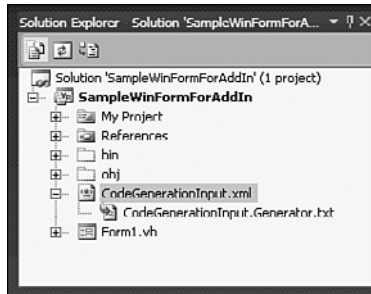 Solution Explorer - Solution 'SampleWinFormForA...
Solution 'SampleWinFormForAddIn' (1 project)
SampleWinFormForAddIn
My Project
References
bin
obj
CodeGenerationInput.xml
CodeGenerationInput.Generator.txt
Form1.vb